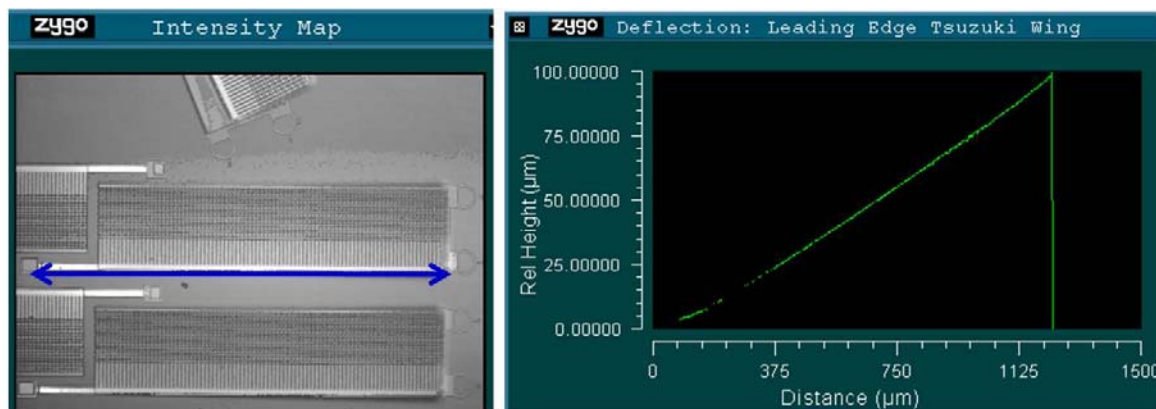 zygo Intensity Map
zygo Deflection: Leading Edge Tsuzuki Wing
100.00000
75.00000
50.00000
25.00000
0.00000
Rel Height (µm)
0 375 750 1125 1500
Distance (µm)